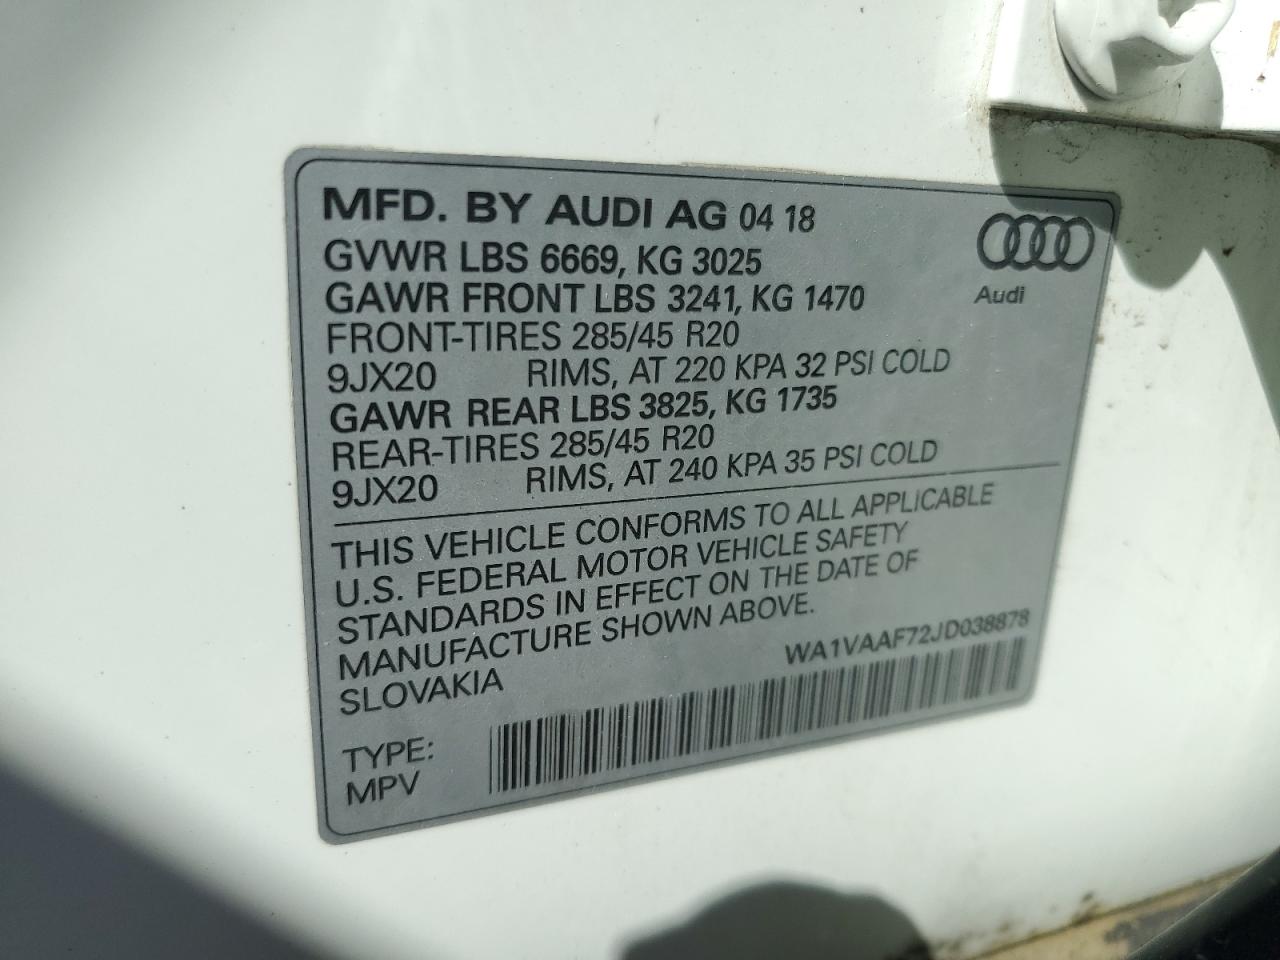 MFD. BY AUDI AG 04 18
GVWR LBS 6669, KG 3025
GAWR FRONT LBS 3241, KG 1470
FRONT-TIRES 285/45 R20
9JX20 RIMS, AT 220 KPA 32 PSI COLD
GAWR REAR LBS 3825, KG 1735
REAR-TIRES 285/45 R20
9JX20 RIMS, AT 240 KPA 35 PSI COLD
Audi
THIS VEHICLE CONFORMS TO ALL APPLICABLE
U.S. FEDERAL MOTOR VEHICLE SAFETY
STANDARDS IN EFFECT ON THE DATE OF
MANUFACTURE SHOWN ABOVE.
SLOVAKIA
WA1VAAF72JD038878
TYPE:
MPV